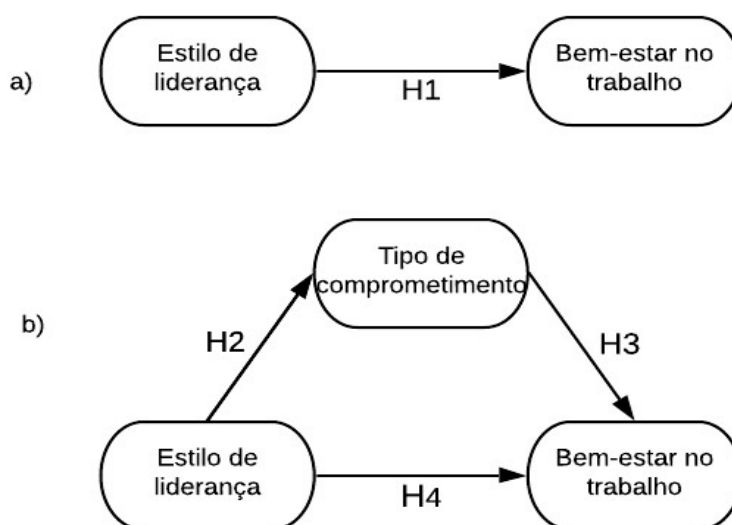 a)
Estilo de
liderança
H1
Bem-estar no
trabalho
b)
Tipo de
comprometimento
H2
H3
Estilo de
liderança
H4
Bem-estar no
trabalho